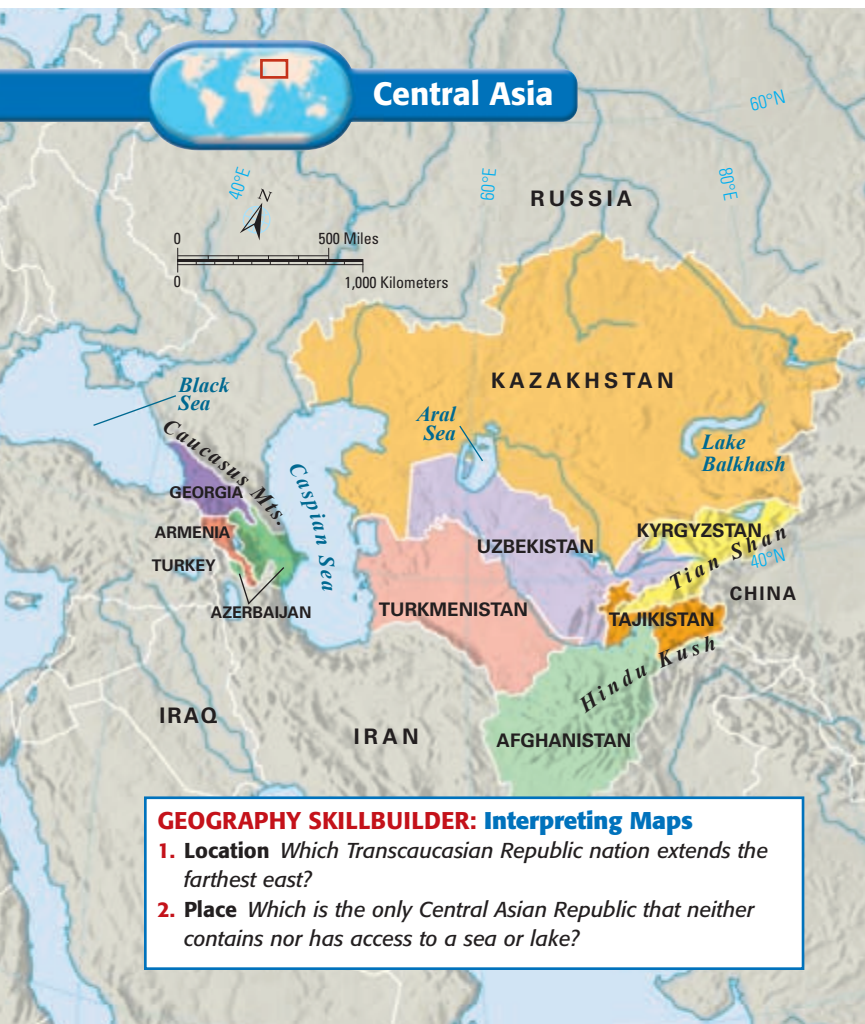 Central Asia
60°N
40°E
60°E
80°E
N
RUSSIA
0 500 Miles
0 1,000 Kilometers
KAZAKHSTAN
Black
Sea
Aral
Sea
Caucasus Mts.
Lake
Balkhash
Caspian Sea
GEORGIA
ARMENIA
KYRGYZSTAN
UZBEKISTAN
Tian Shan
40°N
TURKEY
CHINA
AZERBAIJAN
TURKMENISTAN
TAJIKISTAN
Hindu Kush
IRAQ
IRAN
AFGHANISTAN
GEOGRAPHY SKILLBUILDER: Interpreting Maps
1. Location Which Transcaucasian Republic nation extends the
farthest east?
2. Place Which is the only Central Asian Republic that neither
contains nor has access to a sea or lake?